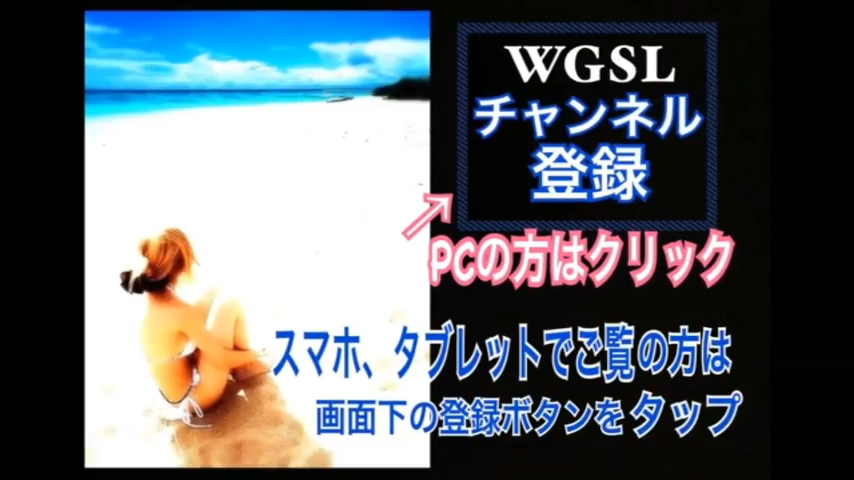 WGSL
チャンネル
登録
PCの方はクリック
スマホ、タブレットでご覧の方は
画面下の登録ボタンをタップ